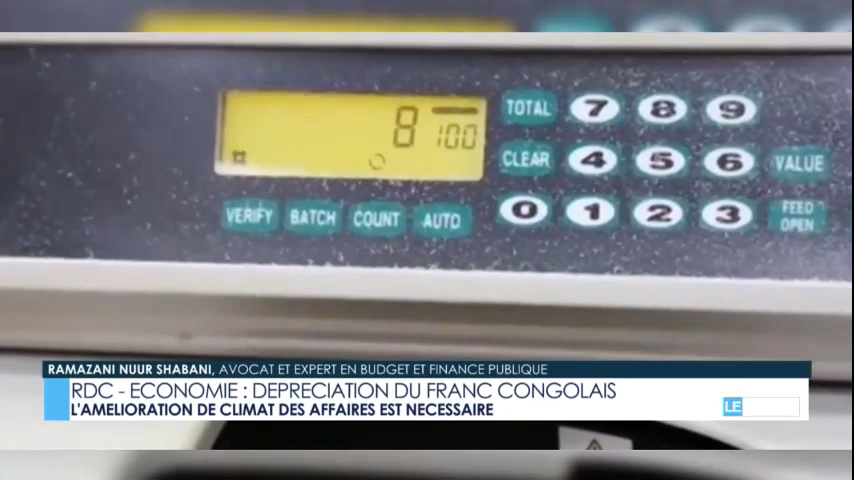 8 100
TOTAL 7 8 9
CLEAR 4 5 6 VALUE
0 1 2 3 FEED OPEN
VERIFY BATCH COUNT AUTO
RAMAZANI NUUR SHABANI, AVOCAT ET EXPERT EN BUDGET ET FINANCE PUBLIQUE
RDC - ECONOMIE : DEPRECIATION DU FRANC CONGOLAIS
L'AMELIORATION DE CLIMAT DES AFFAIRES EST NECESSAIRE
LE